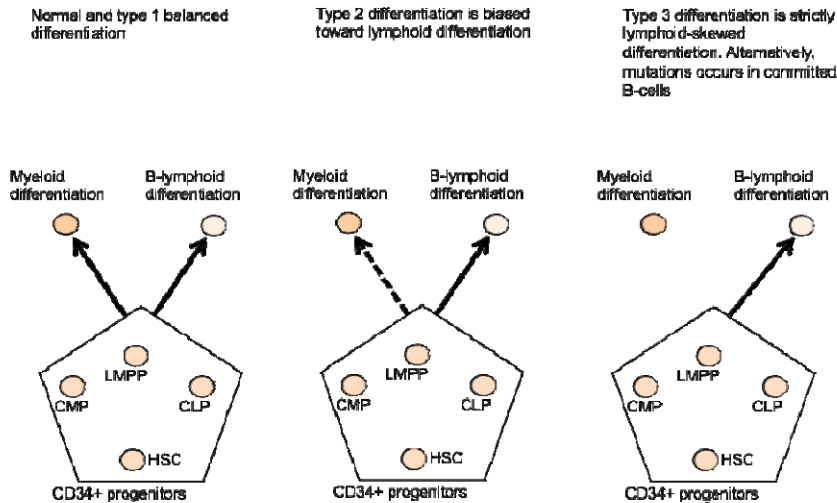 Normal and type 1 balanced
differentiation
Type 2 differentiation is biased
toward lymphoid differentiation
Type 3 differentiation is strictly
lymphoid-skewed
differentiation. Alternatively,
mutations occurs in committed
B-cells
Myeloid
differentiation
B-lymphoid
differentiation
LMPP
CMP
CLP
HSC
CD34+ progenitors
Myeloid
differentiation
B-lymphoid
differentiation
LMPP
CMP
CLP
HSC
CD34+ progenitors
Myeloid
differentiation
B-lymphoid
differentiation
LMPP
CMP
CLP
HSC
CD34+ progenitors